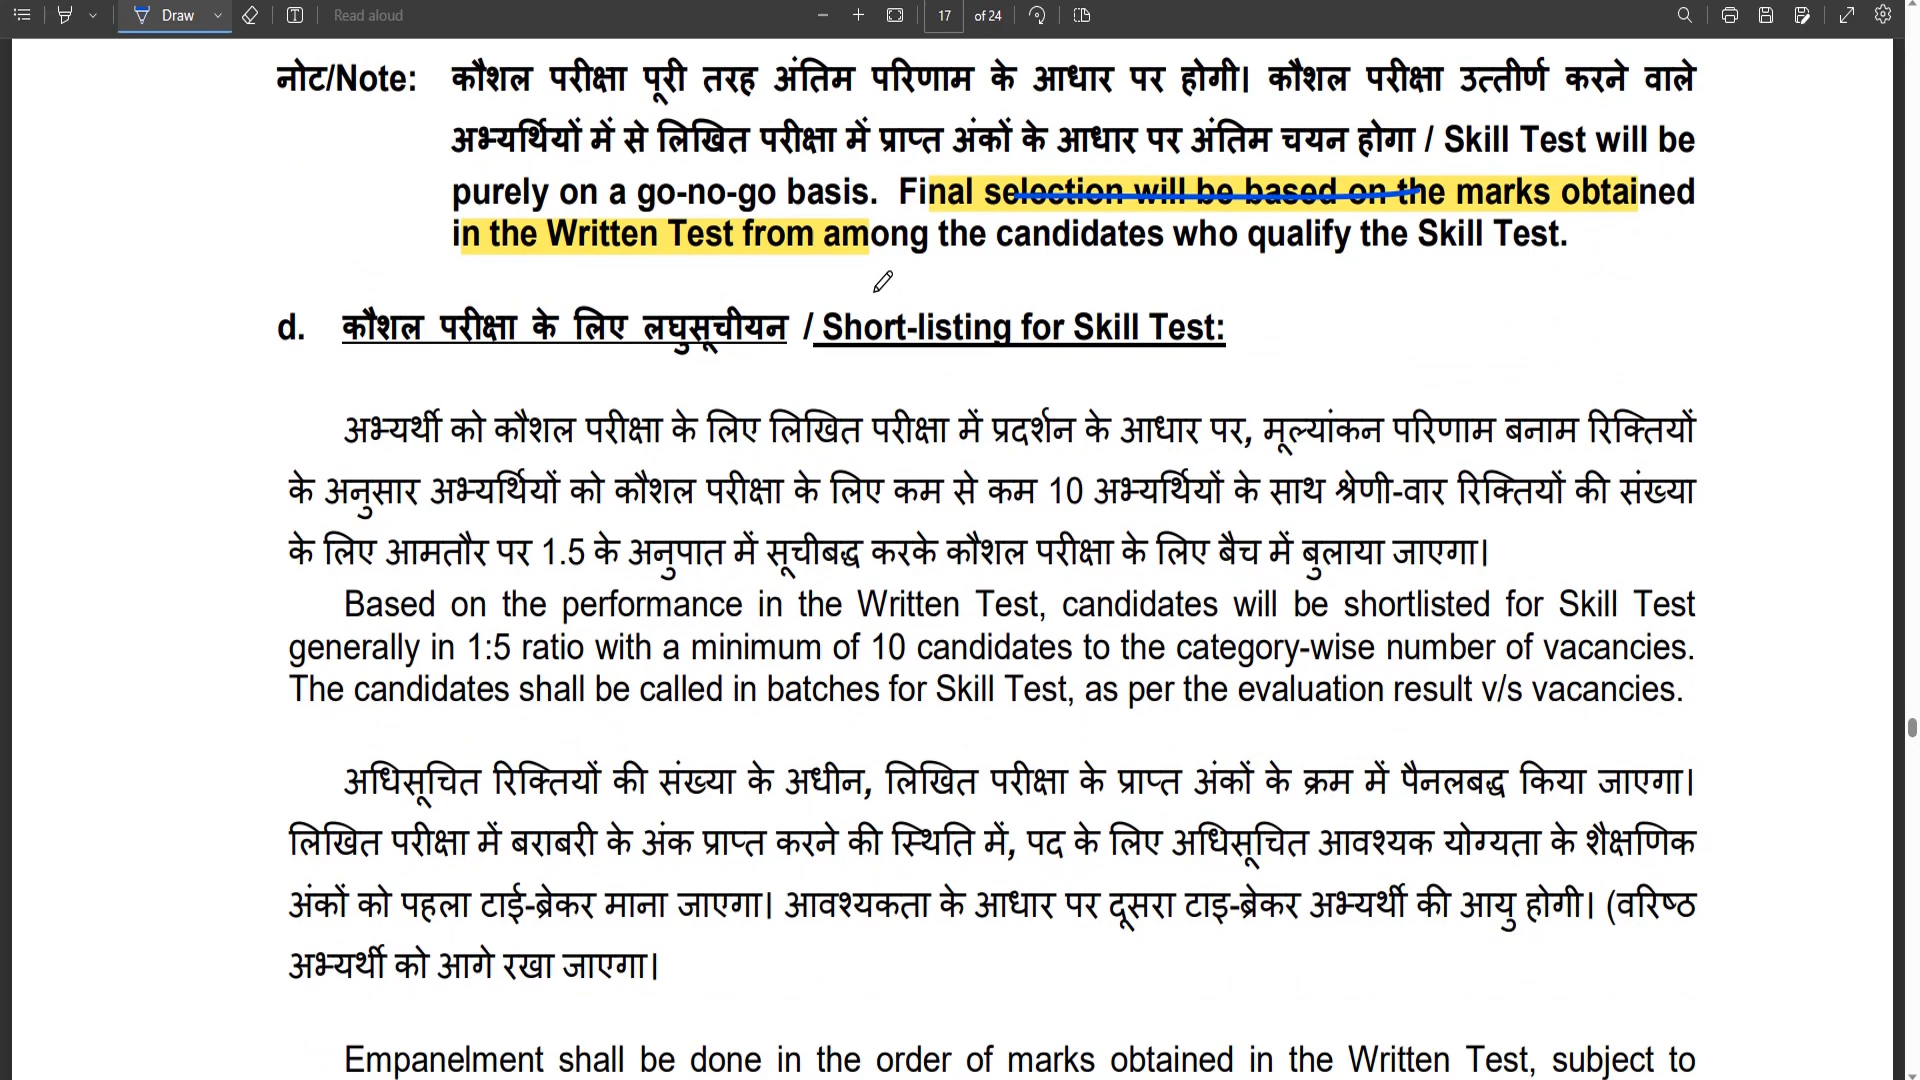 Draw
Read aloud
17 of 24
नोट/Note: कौशल परीक्षा पूरी तरह अंतिम परिणाम के आधार पर होगी। कौशल परीक्षा उत्तीर्ण करने वाले
अभ्यर्थियों में से लिखित परीक्षा में प्राप्त अंकों के आधार पर अंतिम चयन होगा / Skill Test will be
purely on a go-no-go basis. Final selection will be based on the marks obtained
in the Written Test from among the candidates who qualify the Skill Test.
d. कौशल परीक्षा के लिए लघुसूचीयन / Short-listing for Skill Test:
अभ्यर्थी को कौशल परीक्षा के लिए लिखित परीक्षा में प्रदर्शन के आधार पर, मूल्यांकन परिणाम बनाम रिक्तियों
के अनुसार अभ्यर्थियों को कौशल परीक्षा के लिए कम से कम 10 अभ्यर्थियों के साथ श्रेणी-वार रिक्तियों की संख्या
के लिए आमतौर पर 1.5 के अनुपात में सूचीबद्ध करके कौशल परीक्षा के लिए बैच में बुलाया जाएगा।
Based on the performance in the Written Test, candidates will be shortlisted for Skill Test
generally in 1:5 ratio with a minimum of 10 candidates to the category-wise number of vacancies.
The candidates shall be called in batches for Skill Test, as per the evaluation result v/s vacancies.
अधिसूचित रिक्तियों की संख्या के अधीन, लिखित परीक्षा के प्राप्त अंकों के क्रम में पैनलबद्ध किया जाएगा।
लिखित परीक्षा में बराबरी के अंक प्राप्त करने की स्थिति में, पद के लिए अधिसूचित आवश्यक योग्यता के शैक्षणिक
अंकों को पहला टाई-ब्रेकर माना जाएगा। आवश्यकता के आधार पर दूसरा टाइ-ब्रेकर अभ्यर्थी की आयु होगी। (वरिष्ठ
अभ्यर्थी को आगे रखा जाएगा।
Empanelment shall be done in the order of marks obtained in the Written Test, subject to